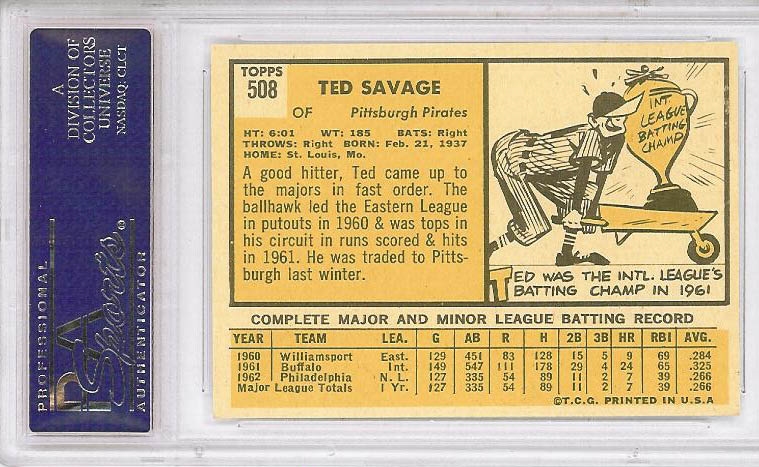 A
DIVISION OF
COLLECTORS
UNIVERSE
NASDAQ: CLCT
PROFESSIONAL
PSA
Sports
AUTHENTICATOR
TOPPS
508
TED SAVAGE
OF Pittsburgh Pirates
HT: 6:01 WT: 185 BATS: Right
THROWS: Right BORN: Feb. 21, 1937
HOME: St. Louis, Mo.
A good hitter, Ted came up to
the majors in fast order. The
ballhawk led the Eastern League
in putouts in 1960 & was tops in
his circuit in runs scored & hits
in 1961. He was traded to Pitts-
burgh last winter.
INT.
LEAGUE
BATTING
CHAMP
TED WAS THE INTL. LEAGUE'S
BATTING CHAMP IN 1961
COMPLETE MAJOR AND MINOR LEAGUE BATTING RECORD
YEAR TEAM LEA. G AB R H 2B 3B HR RBI AVG.
1960 Williamsport East. 129 451 83 128 15 5 9 69 .284
1961 Buffalo Int. 149 547 111 178 29 4 24 65 .325
1962 Philadelphia N. L. 127 335 54 89 11 2 7 39 .266
Major League Totals 1 Yr. 127 335 54 89 11 2 7 39 .266
©T.C.G. PRINTED IN U.S.A